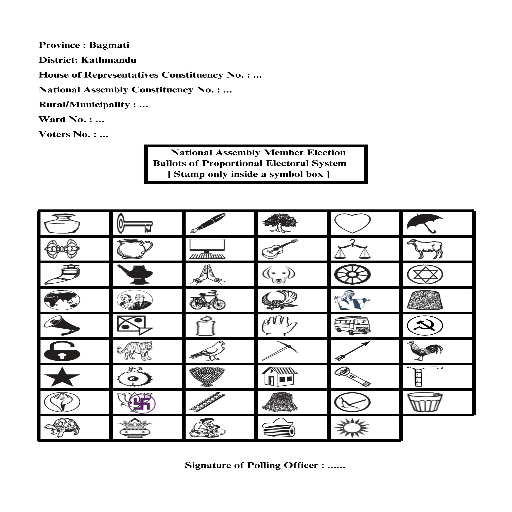 Province : Bagmati
District: Kathmandu
House of Representatives Constituency No. : ...
National Assembly Constituency No. : ...
Rural/Municipality : ...
Ward No. : ...
Voters No. : ...
National Assembly Member Election
Ballots of Proportional Electoral System
[ Stamp only inside a symbol box ]
Signature of Polling Officer : ......